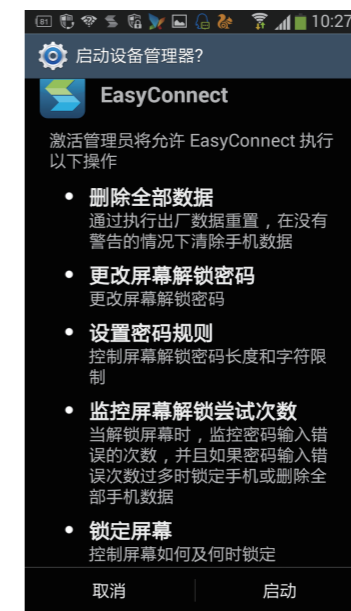 81
10:27
启动设备管理器?
EasyConnect
激活管理员将允许 EasyConnect 执行
以下操作
• 删除全部数据
通过执行出厂数据重置，在没有
警告的情况下清除手机数据
• 更改屏幕解锁密码
更改屏幕解锁密码
• 设置密码规则
控制屏幕解锁密码长度和字符限
制
• 监控屏幕解锁尝试次数
当解锁屏幕时，监控密码输入错
误的次数，并且如果密码输入错
误次数过多时锁定手机或删除全
部手机数据
• 锁定屏幕
控制屏幕如何及何时锁定
取消
启动